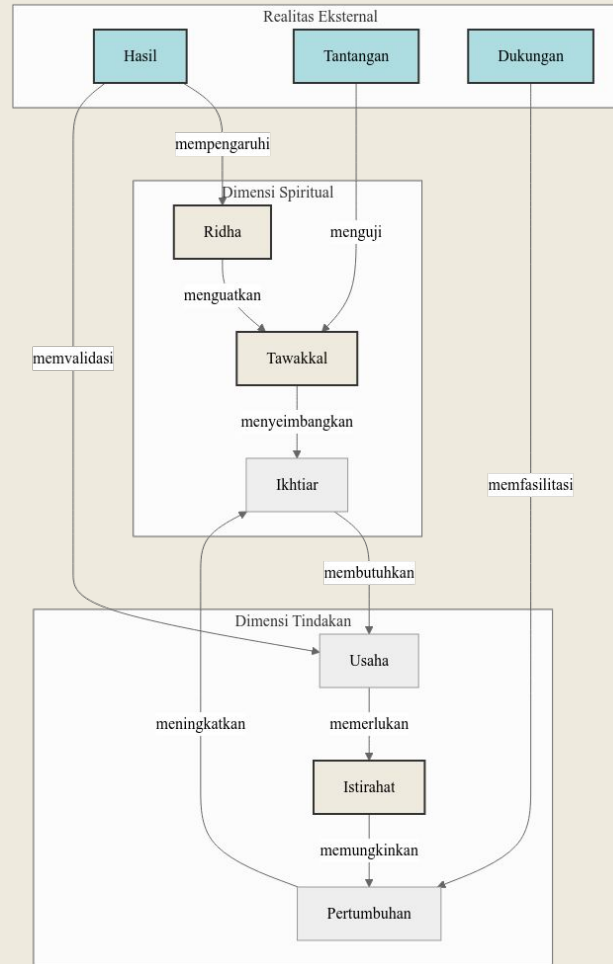 Realitas Eksternal
Hasil
Tantangan
Dukungan
mempengaruhi
Dimensi Spiritual
Ridha
menguji
menguatkan
Tawakkal
memvalidasi
menyeimbangkan
Ikhtiar
memfasilitasi
membutuhkan
Dimensi Tindakan
Usaha
meningkatkan
memerlukan
Istirahat
memungkinkan
Pertumbuhan